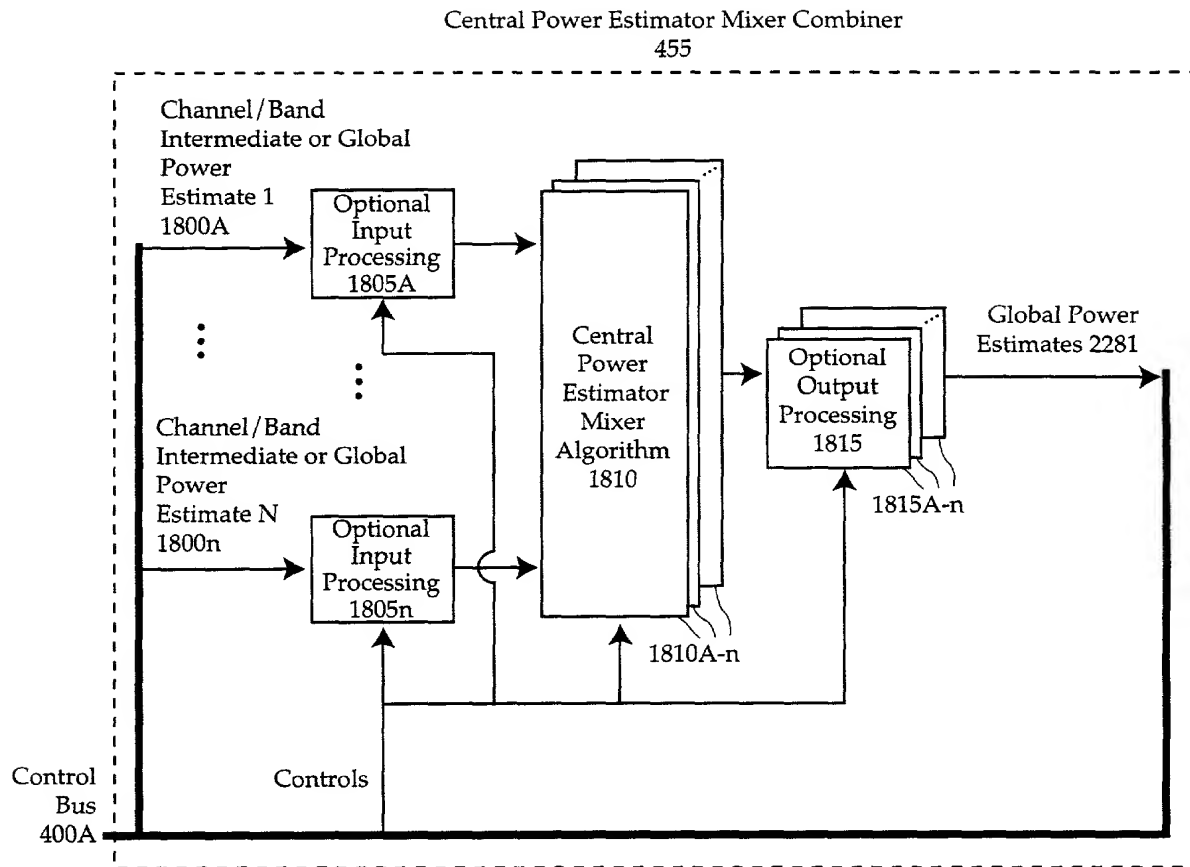 Central Power Estimator Mixer Combiner
455
Channel/Band
Intermediate or Global
Power
Estimate 1
1800A
Optional
Input
Processing
1805A
Central
Power
Estimator
Mixer
Algorithm
1810
Optional
Output
Processing
1815
Global Power
Estimates 2281
Channel/Band
Intermediate or Global
Power
Estimate N
1800n
Optional
Input
Processing
1805n
1815A-n
1810A-n
Controls
Control
Bus
400A